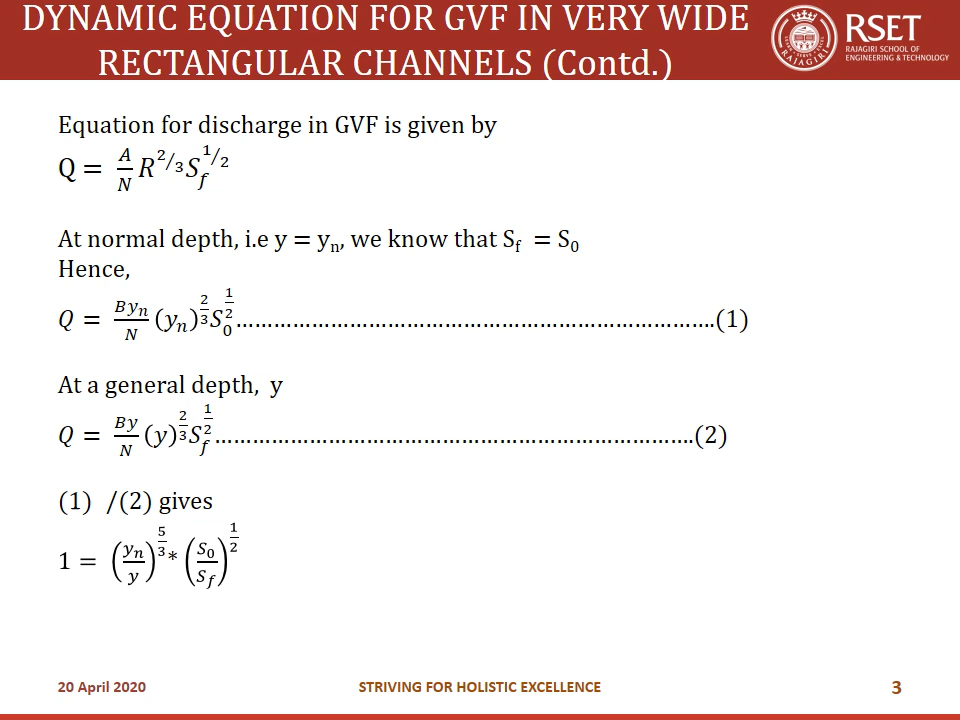 DYNAMIC EQUATION FOR GVF IN VERY WIDE
RECTANGULAR CHANNELS (Contd.)
RSET
RAJAGIRI SCHOOL OF
ENGINEERING & TECHNOLOGY
RAJAGIRI
Equation for discharge in GVF is given by
Q = A/N R^2/3 S_f^1/2
At normal depth, i.e y = y_n, we know that S_f = S_0
Hence,
Q = By_n/N (y_n)^2/3 S_0^1/2 ……………………………………………………………………(1)
At a general depth, y
Q = By/N (y)^2/3 S_f^1/2 ……………………………………………………………………(2)
(1) /(2) gives
1 = (y_n/y)^5/3 * (S_0/S_f)^1/2
20 April 2020
STRIVING FOR HOLISTIC EXCELLENCE
3